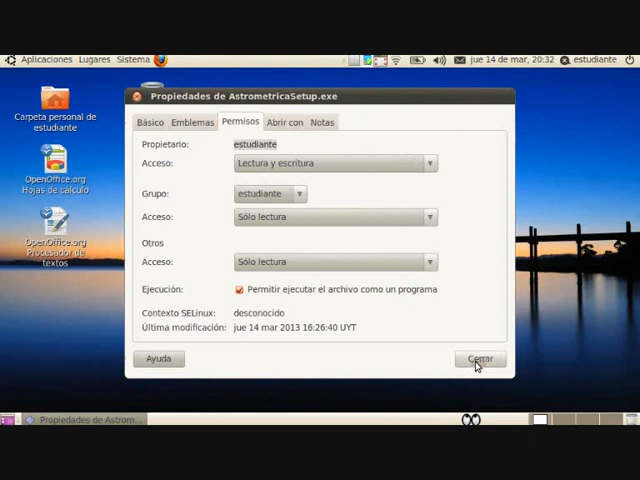 Aplicaciones Lugares Sistema
jue 14 de mar, 20:32 estudiante
Carpeta personal de
estudiante
OpenOffice.org
Hojas de cálculo
OpenOffice.org
Procesador de
textos
Propiedades de AstrometricaSetup.exe
Básico Emblemas Permisos Abrir con Notas
Propietario: estudiante
Acceso: Lectura y escritura
Grupo: estudiante
Acceso: Sólo lectura
Otros
Acceso: Sólo lectura
Ejecución: Permitir ejecutar el archivo como un programa
Contexto SELinux: desconocido
Última modificación: jue 14 mar 2013 16:26:40 UYT
Ayuda Cerrar
Propiedades de Astrom...